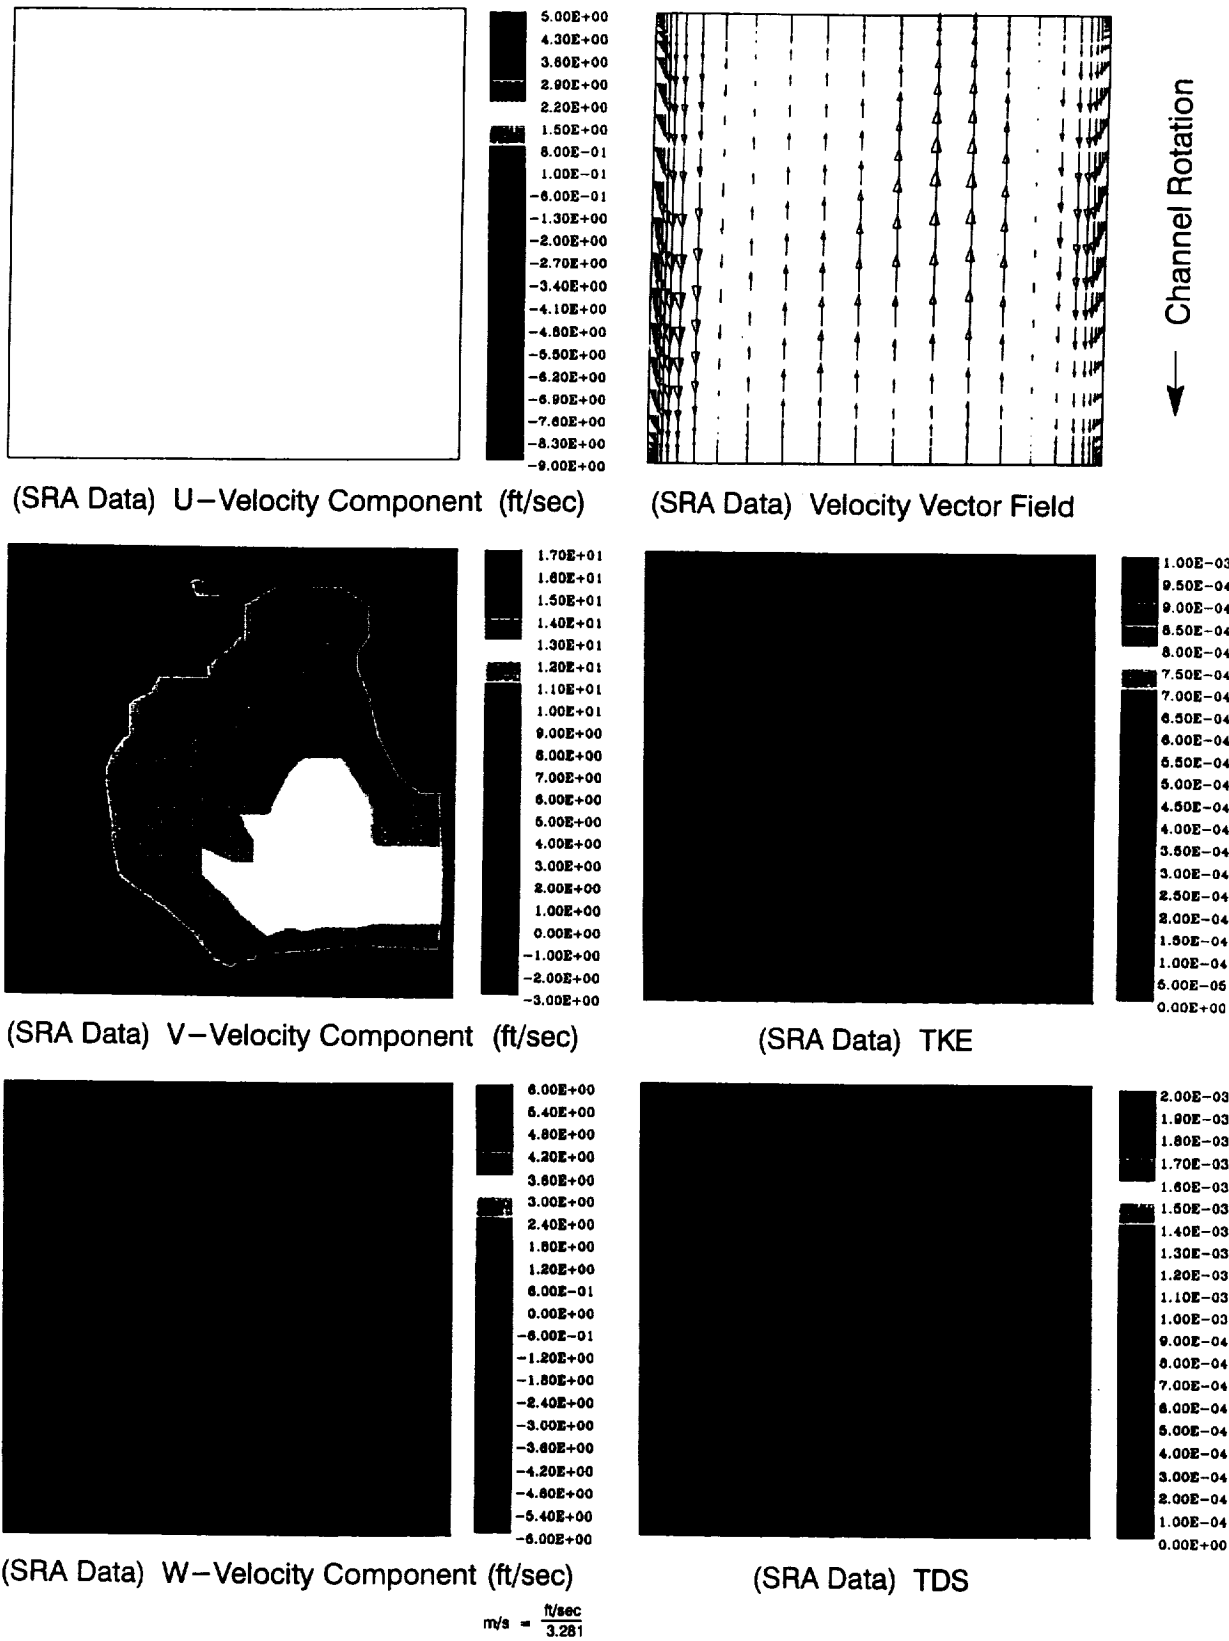 5.00E+00
4.30E+00
3.60E+00
2.90E+00
2.20E+00
1.50E+00
8.00E-01
1.00E-01
-6.00E-01
-1.30E+00
-2.00E+00
-2.70E+00
-3.40E+00
-4.10E+00
-4.80E+00
-5.50E+00
-6.20E+00
-6.90E+00
-7.60E+00
-8.30E+00
-9.00E+00
(SRA Data) U-Velocity Component (ft/sec)
Channel Rotation
(SRA Data) Velocity Vector Field
1.70E+01
1.60E+01
1.50E+01
1.40E+01
1.30E+01
1.20E+01
1.10E+01
1.00E+01
9.00E+00
8.00E+00
7.00E+00
6.00E+00
5.00E+00
4.00E+00
3.00E+00
2.00E+00
1.00E+00
0.00E+00
-1.00E+00
-2.00E+00
-3.00E+00
(SRA Data) V-Velocity Component (ft/sec)
1.00E-03
9.50E-04
9.00E-04
8.50E-04
8.00E-04
7.50E-04
7.00E-04
6.50E-04
6.00E-04
5.50E-04
5.00E-04
4.50E-04
4.00E-04
3.50E-04
3.00E-04
2.50E-04
2.00E-04
1.50E-04
1.00E-04
5.00E-05
0.00E+00
(SRA Data) TKE
6.00E+00
5.40E+00
4.80E+00
4.20E+00
3.60E+00
3.00E+00
2.40E+00
1.80E+00
1.20E+00
6.00E-01
0.00E+00
-6.00E-01
-1.20E+00
-1.80E+00
-2.40E+00
-3.00E+00
-3.60E+00
-4.20E+00
-4.80E+00
-5.40E+00
-6.00E+00
(SRA Data) W-Velocity Component (ft/sec)
2.00E-03
1.90E-03
1.80E-03
1.70E-03
1.60E-03
1.50E-03
1.40E-03
1.30E-03
1.20E-03
1.10E-03
1.00E-03
9.00E-04
8.00E-04
7.00E-04
6.00E-04
5.00E-04
4.00E-04
3.00E-04
2.00E-04
1.00E-04
0.00E+00
(SRA Data) TDS
m/s = ft/sec
3.281